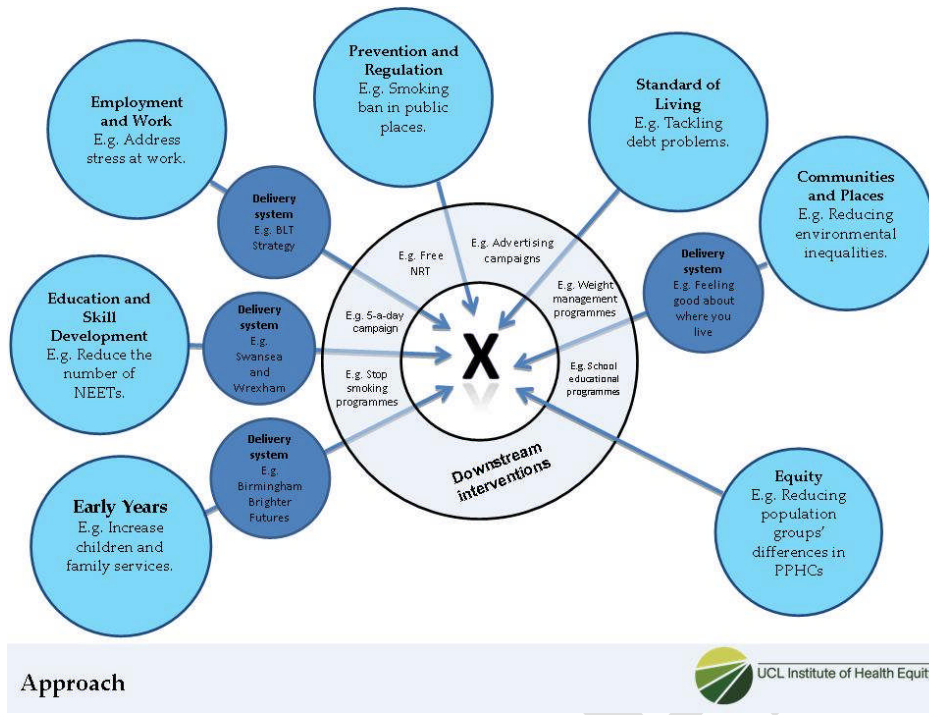 Prevention and
Regulation
E.g. Smoking
ban in public
places.
Employment
and Work
E.g. Address
stress at work.
Standard of
Living
E.g. Tackling
debt problems.
Communities
and Places
E.g. Reducing
environmental
inequalities.
Delivery
system
E.g. BLT
Strategy
Delivery
system
E.g. Feeling
good about
where you
live
E.g. Free
NRT
E.g. Advertising
campaigns
E.g. Weight
management
programmes
E.g. 5-a-day
campaign
E.g. Stop
smoking
programmes
E.g. School
educational
programmes
X
Downstream
interventions
Education and
Skill
Development
E.g. Reduce the
number of
NEETs.
Delivery
system
E.g.
Swansea
and
Wrexham
Early Years
E.g. Increase
children and
family services.
Delivery
system
E.g.
Birmingham
Brighter
Futures
Equity
E.g. Reducing
population
groups'
differences in
PPHCs
Approach
UCL Institute of Health Equit